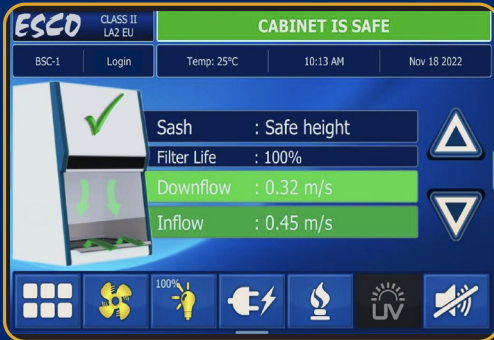 ESCO CLASS II LA2 EU CABINET IS SAFE
BSC-1 Login Temp: 25°C 10:13 AM Nov 18 2022
Sash : Safe height
Filter Life : 100%
Downflow : 0.32 m/s
Inflow : 0.45 m/s
100%
UV